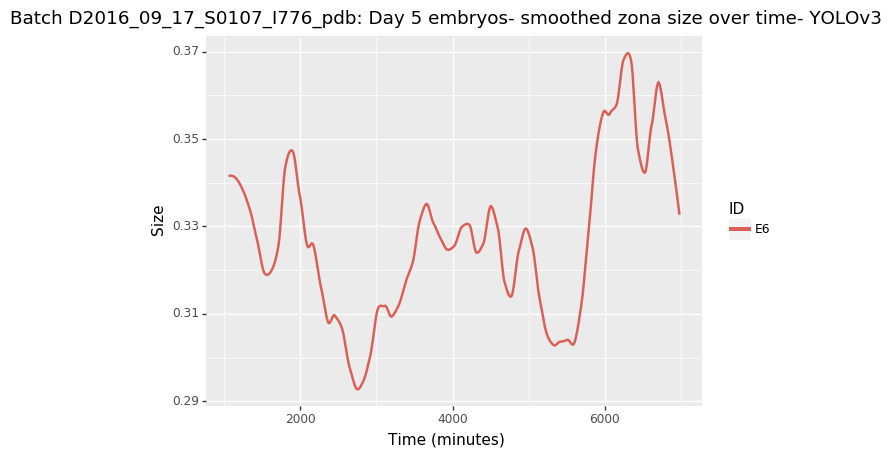 Batch D2016_09_17_S0107_I776_pdb: Day 5 embryos- smoothed zona size over time- YOLOv3
0.37
0.35
0.33
0.31
0.29
Size
2000
4000
6000
Time (minutes)
ID
E6